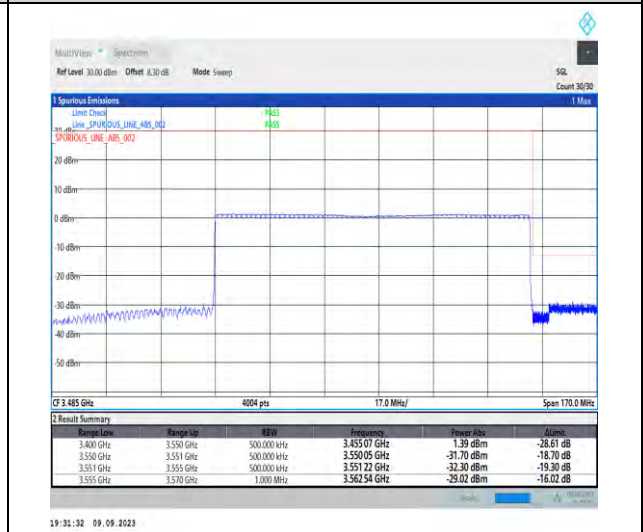 MultiView Spectrum
Ref Level 30.00 dBm Offset 8.30 dB Mode Sweep SGL
Count 30/30
1 Spurious Emissions 1 Max
Limit Check PASS
Line _SPURIOUS_LINE_ABS_002 PASS
SPURIOUS_LINE_ABS_002
20 dBm
10 dBm
0 dBm
-10 dBm
-20 dBm
-30 dBm
-40 dBm
-50 dBm
CF 3.485 GHz 4004 pts 17.0 MHz/ Span 170.0 MHz
2 Result Summary
Range Low Range Up RBW Frequency Power Abs ΔLimit
3.400 GHz 3.550 GHz 500.000 kHz 3.455 07 GHz 1.39 dBm -28.61 dB
3.550 GHz 3.551 GHz 500.000 kHz 3.550 05 GHz -31.70 dBm -18.70 dB
3.551 GHz 3.555 GHz 500.000 kHz 3.551 22 GHz -32.30 dBm -19.30 dB
3.555 GHz 3.570 GHz 1.000 MHz 3.562 54 GHz -29.02 dBm -16.02 dB
19:31:32 09.09.2023